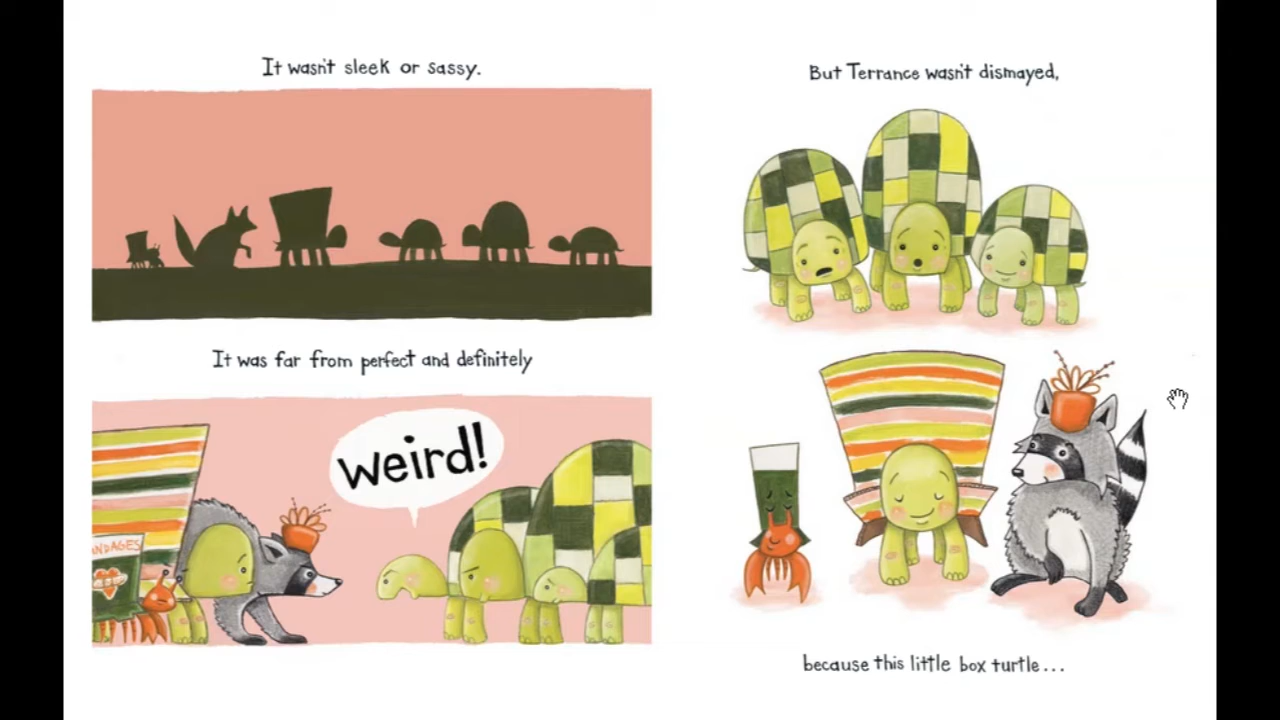 It wasn't sleek or sassy.
It was far from perfect and definitely
weird!
NDAGES
But Terrance wasn't dismayed,
because this little box turtle...